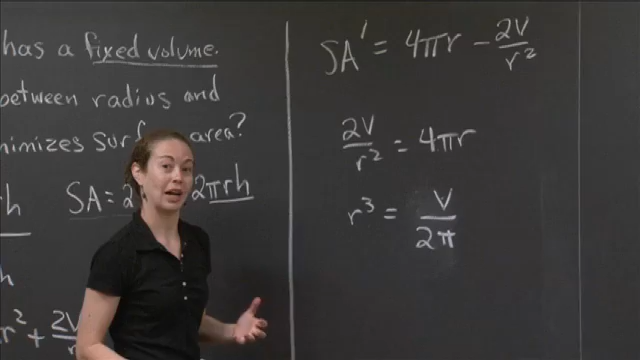 has a fixed volume.
between radius and
minimizes surf area?
SA = 2 2πrh
r² + 2V
SA' = 4πr − 2V/r²
2V/r² = 4πr
r³ = V/2π